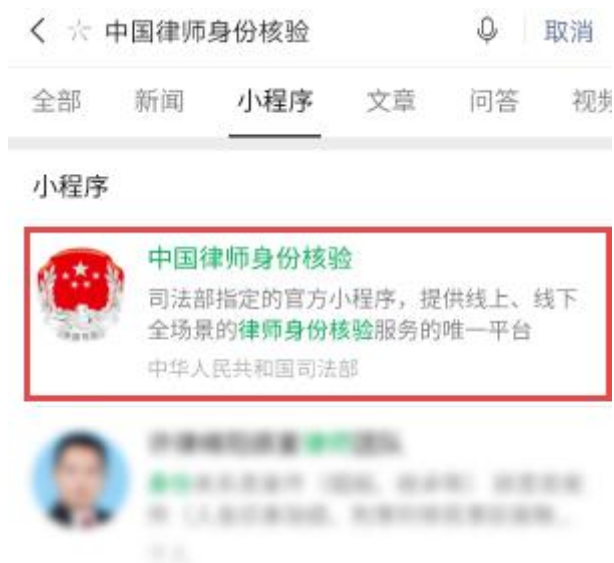 中国律师身份核验 取消
全部 新闻 小程序 文章 问答 视频
小程序
中国律师身份核验
司法部指定的官方小程序，提供线上、线下
全场景的律师身份核验服务的唯一平台
中华人民共和国司法部